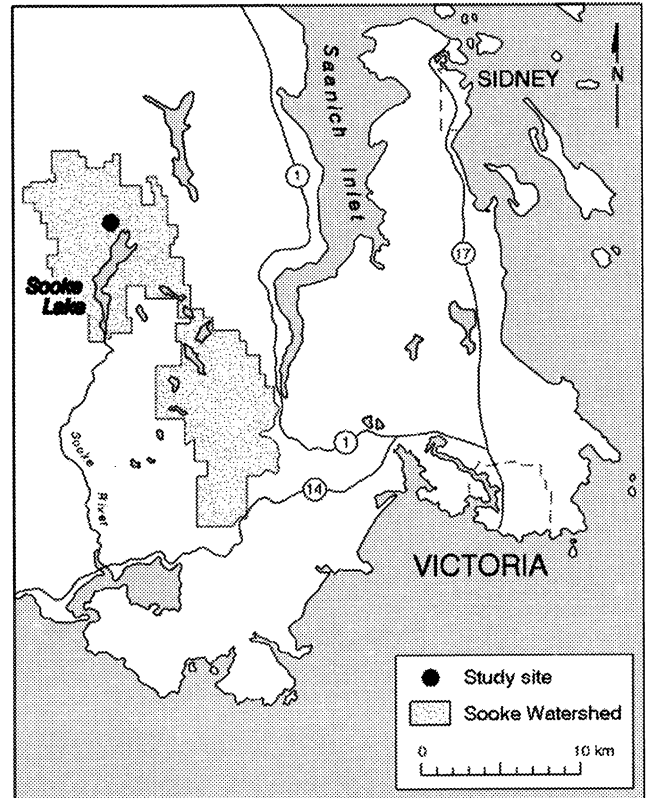 Saanich Inlet
SIDNEY
N
1
17
Sooke
Lake
Sooke River
1
14
VICTORIA
Study site
Sooke Watershed
0 10 km